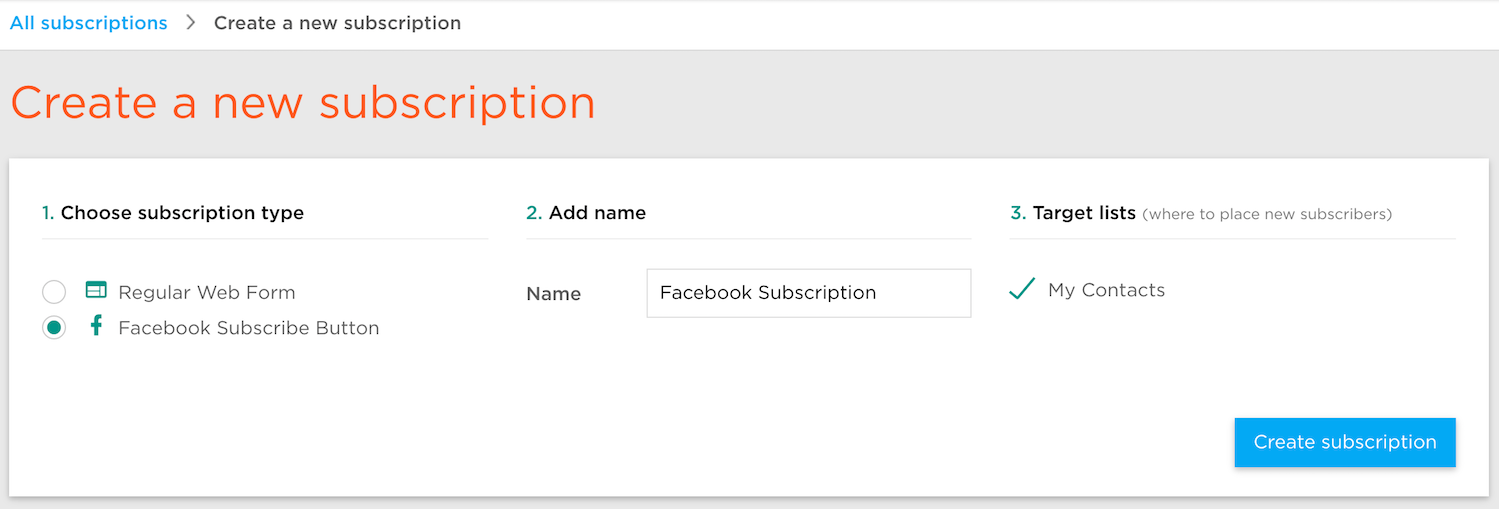 All subscriptions > Create a new subscription
Create a new subscription
1. Choose subscription type
Regular Web Form
Facebook Subscribe Button
2. Add name
Name Facebook Subscription
3. Target lists (where to place new subscribers)
My Contacts
Create subscription